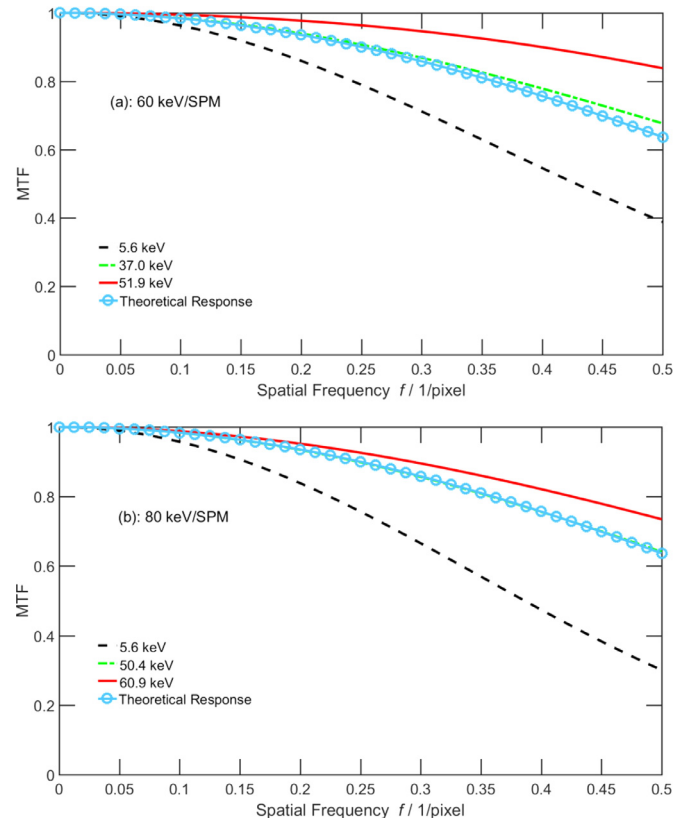 1
0.8
0.6
0.4
0.2
0
MTF
(a): 60 keV/SPM
5.6 keV
37.0 keV
51.9 keV
Theoretical Response
0 0.05 0.1 0.15 0.2 0.25 0.3 0.35 0.4 0.45 0.5
Spatial Frequency f / 1/pixel
1
0.8
0.6
0.4
0.2
0
MTF
(b): 80 keV/SPM
5.6 keV
50.4 keV
60.9 keV
Theoretical Response
0 0.05 0.1 0.15 0.2 0.25 0.3 0.35 0.4 0.45 0.5
Spatial Frequency f / 1/pixel